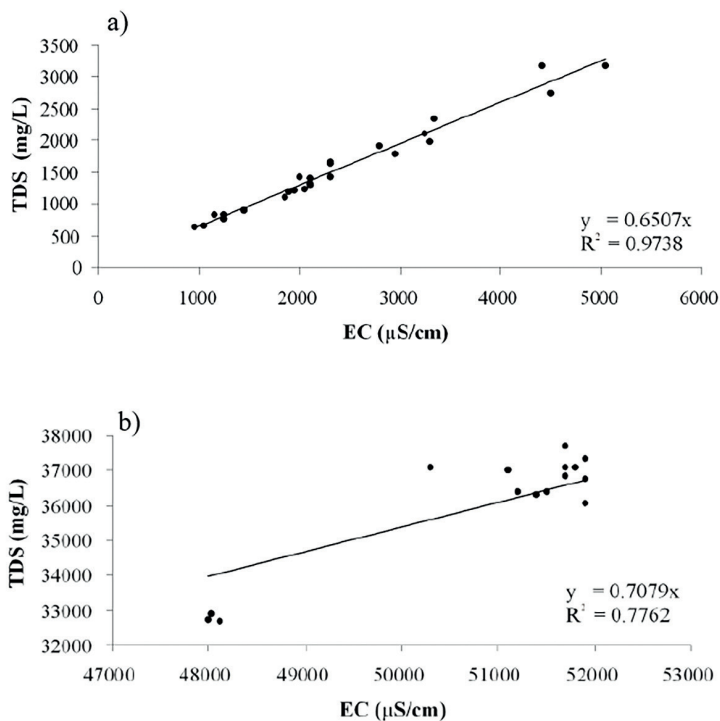 a)
3500
3000
2500
2000
1500
1000
500
0
TDS (mg/L)
y = 0.6507x
R² = 0.9738
0 1000 2000 3000 4000 5000 6000
EC (µS/cm)
b)
38000
37000
36000
35000
34000
33000
32000
TDS (mg/L)
y = 0.7079x
R² = 0.7762
47000 48000 49000 50000 51000 52000 53000
EC (µS/cm)